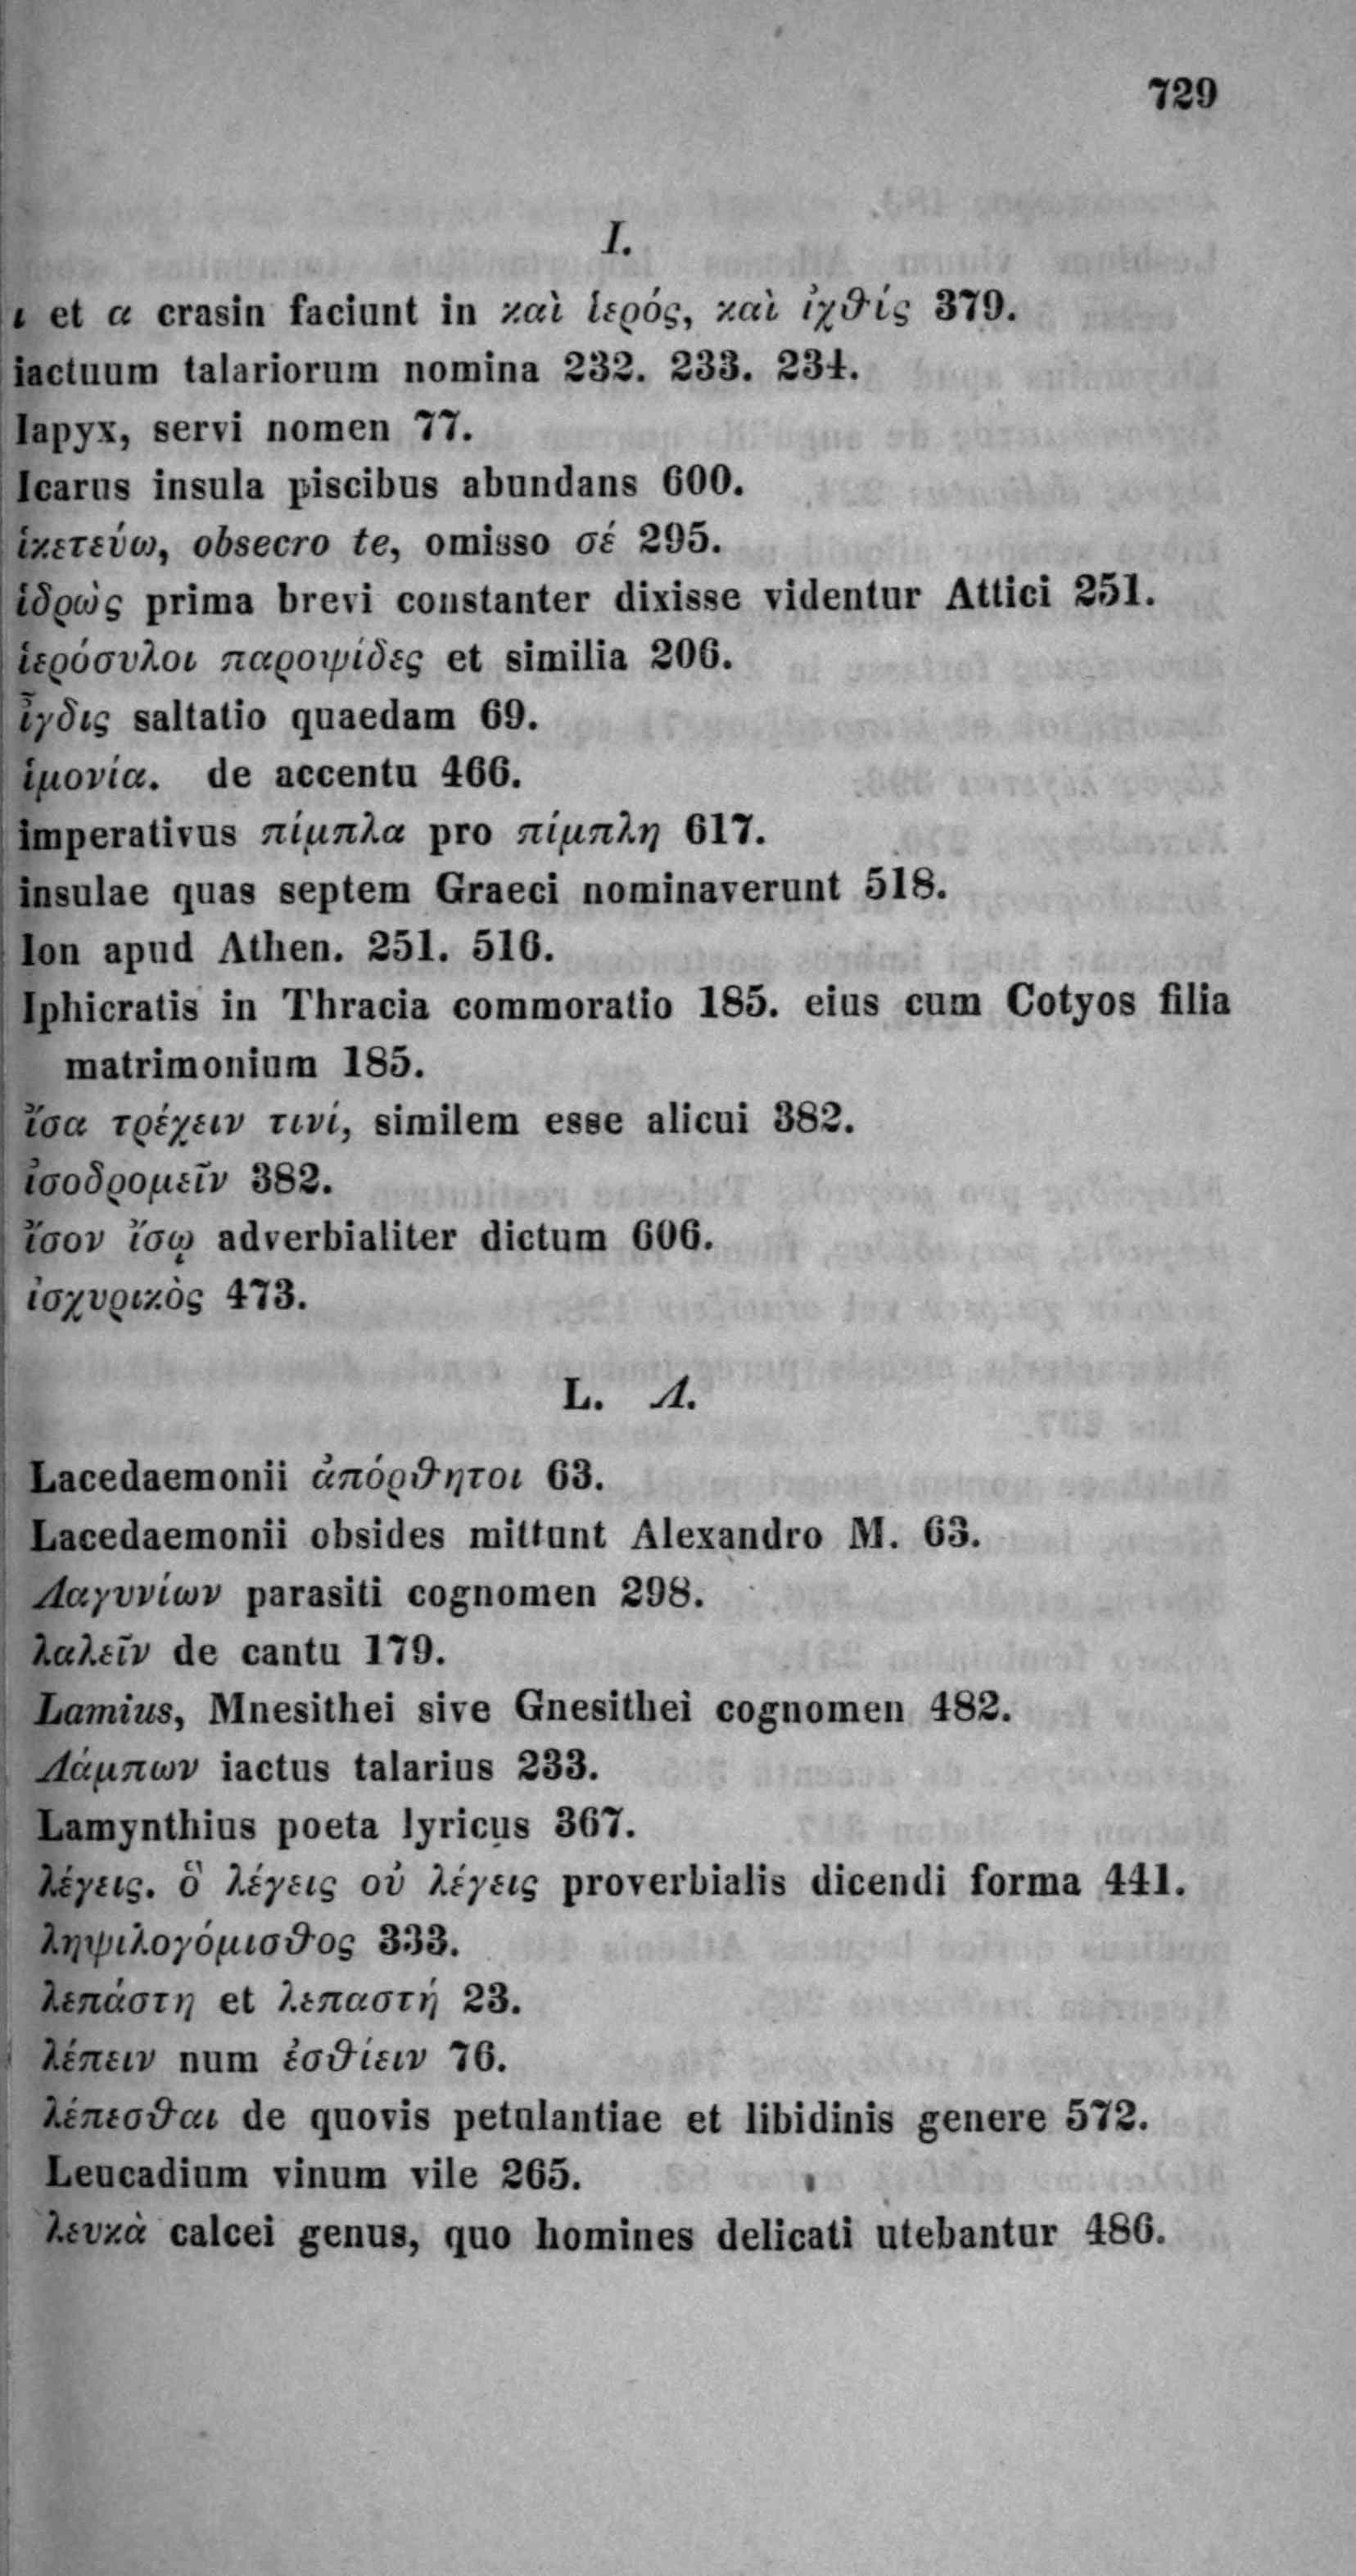 729
I.
ι et α crasin faciunt in καὶ ἱερός, καὶ ἰχθίς 379.
iactuum talariorum nomina 232. 233. 234.
Iapyx, servi nomen 77.
Icarus insula piscibus abundans 600.
ἱκετεύω, obsecro te, omisso σέ 295.
ἱδρὼς prima brevi constanter dixisse videntur Attici 251.
ἱερόσυλοι παροψίδες et similia 206.
ἴγδις saltatio quaedam 69.
ἱμονία. de accentu 466.
imperativus πίμπλα pro πίμπλη 617.
insulae quas septem Graeci nominaverunt 518.
Ion apud Athen. 251. 516.
Iphicratis in Thracia commoratio 185. eius cum Cotyos filia
matrimonium 185.
ἴσα τρέχειν τινί, similem esse alicui 382.
ἰσοδρομεῖν 382.
ἴσον ἴσῳ adverbialiter dictum 606.
ἰσχυρικὸς 473.
L. Λ.
Lacedaemonii ἀπόρθητοι 63.
Lacedaemonii obsides mittunt Alexandro M. 63.
Λαγυνίων parasiti cognomen 298.
λαλεῖν de cantu 179.
Lamius, Mnesithei sive Gnesithei cognomen 482.
Λάμπων iactus talarius 233.
Lamynthius poeta lyricus 367.
λέγεις. ὃ λέγεις οὐ λέγεις proverbialis dicendi forma 441.
ληψιλογόμισθος 333.
λεπάστη et λεπαστή 23.
λέπειν num ἐσθίειν 76.
λέπεσθαι de quovis petulantiae et libidinis genere 572.
Leucadium vinum vile 265.
λευκὰ calcei genus, quo homines delicati utebantur 486.